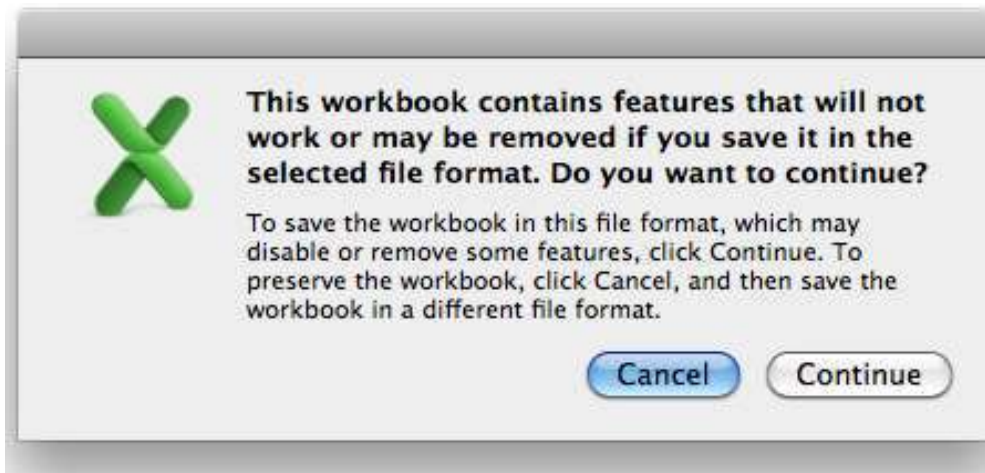 This workbook contains features that will not
work or may be removed if you save it in the
selected file format. Do you want to continue?
To save the workbook in this file format, which may
disable or remove some features, click Continue. To
preserve the workbook, click Cancel, and then save the
workbook in a different file format.
Cancel Continue